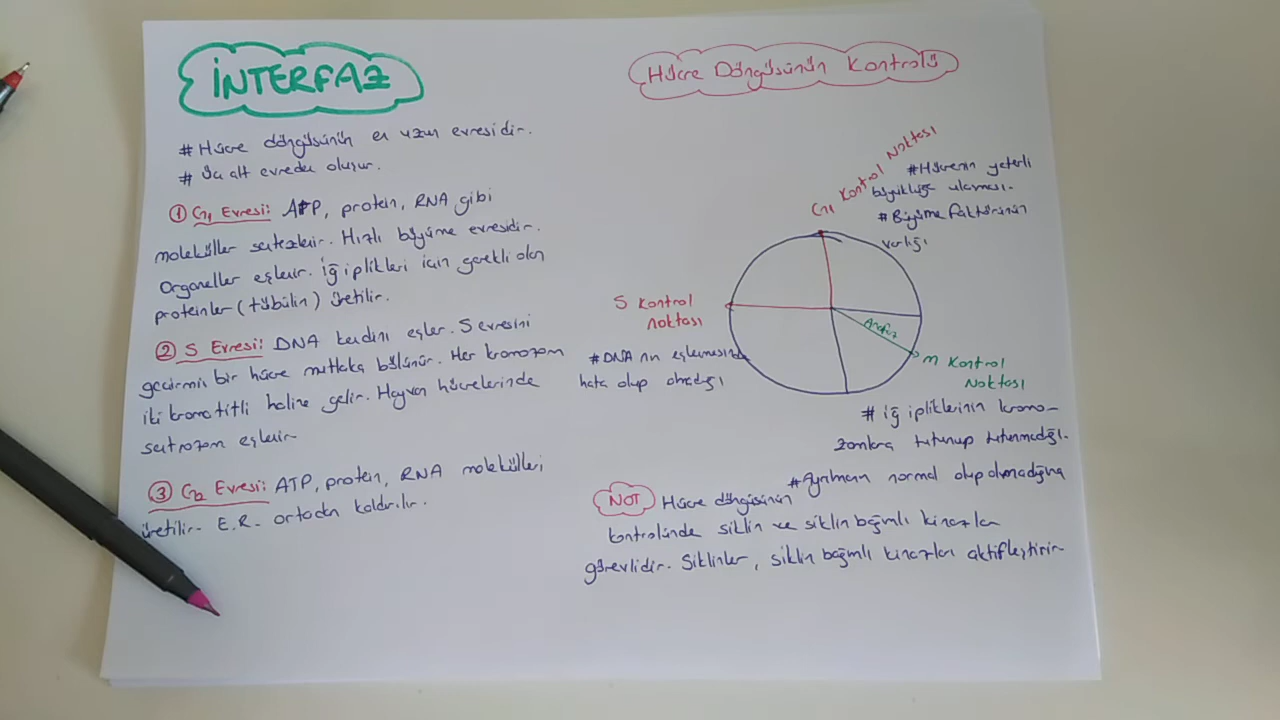 İNTERFAZ
# Hücre döngüsünün en uzun evresidir.
# Üç alt evreden oluşur.
① G1 Evresi: ATP, protein, RNA gibi
moleküller sentezlenir. Hızlı büyüme evresidir.
Organeller eşlenir. İğ iplikleri için gerekli olan
proteinler (tübülin) üretilir.
② S Evresi: DNA kendini eşler. S evresini
geçirmiş bir hücre mutlaka bölünür. Her kromozom
iki kromatitli haline gelir. Hayvan hücrelerinde
sentrozom eşlenir
③ G2 Evresi: ATP, protein, RNA molekülleri
üretilir. E.R. ortadan kaldırılır.
Hücre Döngüsünün Kontrolü
G1 Kontrol Noktası
# Hücrenin yeterli
büyüklüğe ulaşması.
# Büyüme faktörünün
varlığı
S Kontrol
Noktası
# DNA nın eşlenmesinde
hata olup olmadığı
Anafaz
M Kontrol
Noktası
# İğ ipliklerinin kromo-
zomlara tutunup tutunmadığı.
# Ayrılmanın normal olup olmadığına
NOT Hücre döngüsünün
kontrolünde siklin ve siklin bağımlı kinazlar
görevlidir. Siklinler, siklin bağımlı kinazları aktifleştirir.